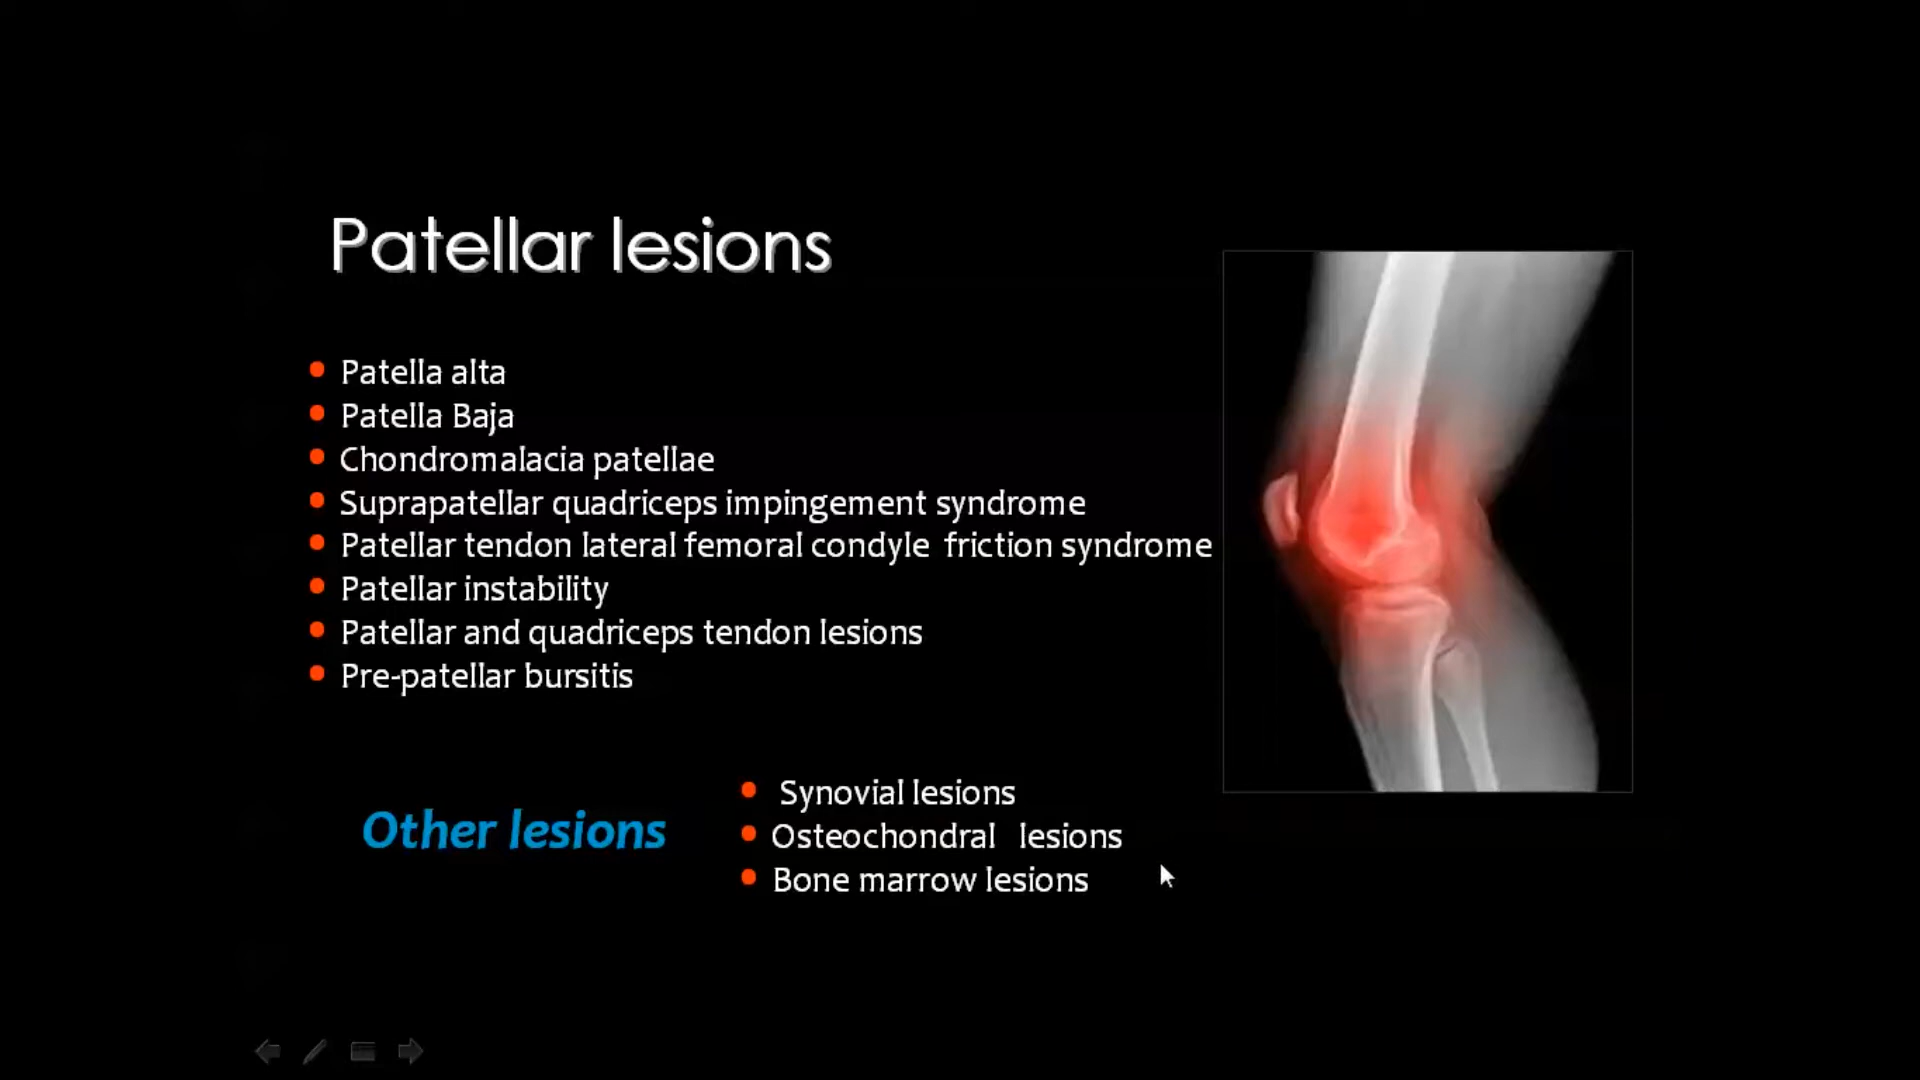 Patellar lesions
Patella alta
Patella Baja
Chondromalacia patellae
Suprapatellar quadriceps impingement syndrome
Patellar tendon lateral femoral condyle friction syndrome
Patellar instability
Patellar and quadriceps tendon lesions
Pre-patellar bursitis
Other lesions
Synovial lesions
Osteochondral lesions
Bone marrow lesions